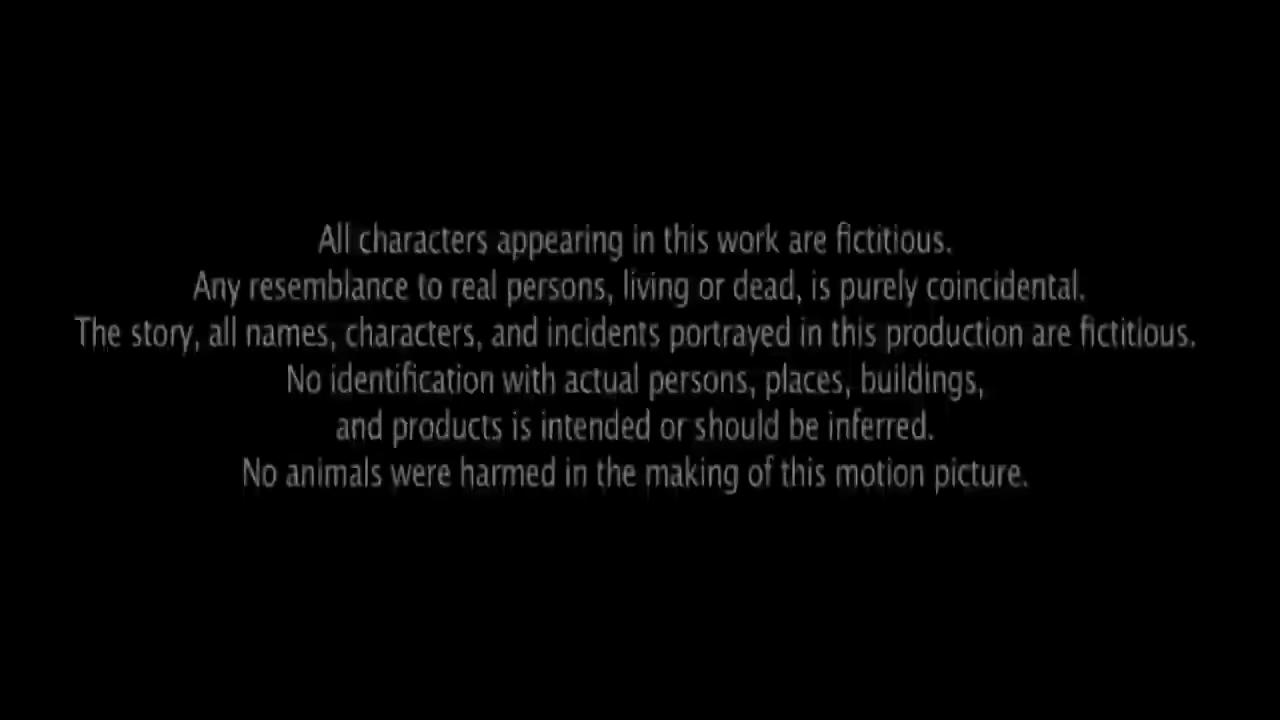 All characters appearing in this work are fictitious.
Any resemblance to real persons, living or dead, is purely coincidental.
The story, all names, characters, and incidents portrayed in this production are fictitious.
No identification with actual persons, places, buildings,
and products is intended or should be inferred.
No animals were harmed in the making of this motion picture.